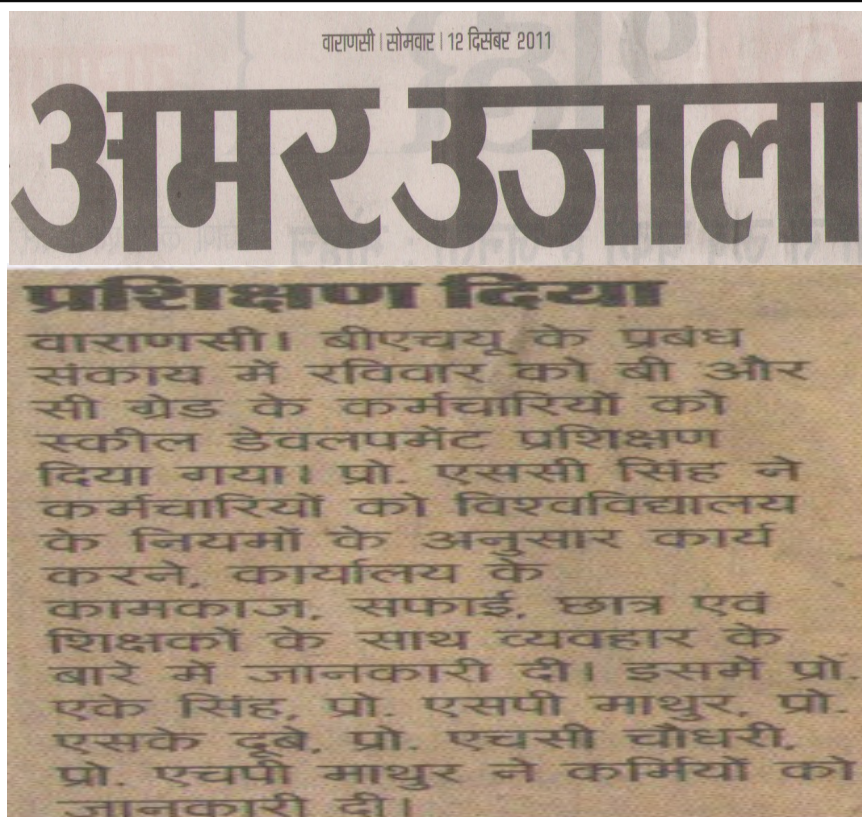 वाराणसी । सोमवार । 12 दिसंबर 2011
अमर उजाला
प्रशिक्षण दिया
वाराणसी। बीएचयू के प्रबंध
संकाय में रविवार को बी और
सी ग्रेड के कर्मचारियों को
स्कील डेवलपमेंट प्रशिक्षण
दिया गया। प्रो. एससी सिंह ने
कर्मचारियों को विश्वविद्यालय
के नियमों के अनुसार कार्य
करने, कार्यालय के
कामकाज, सफाई, छात्र एवं
शिक्षकों के साथ व्यवहार के
बारे में जानकारी दी। इसमें प्रो.
एके सिंह, प्रो. एसपी माथुर, प्रो.
एसके दूबे, प्रो. एचसी चौधरी,
प्रो. एचपी माथुर ने कर्मियों को
जानकारी दी।